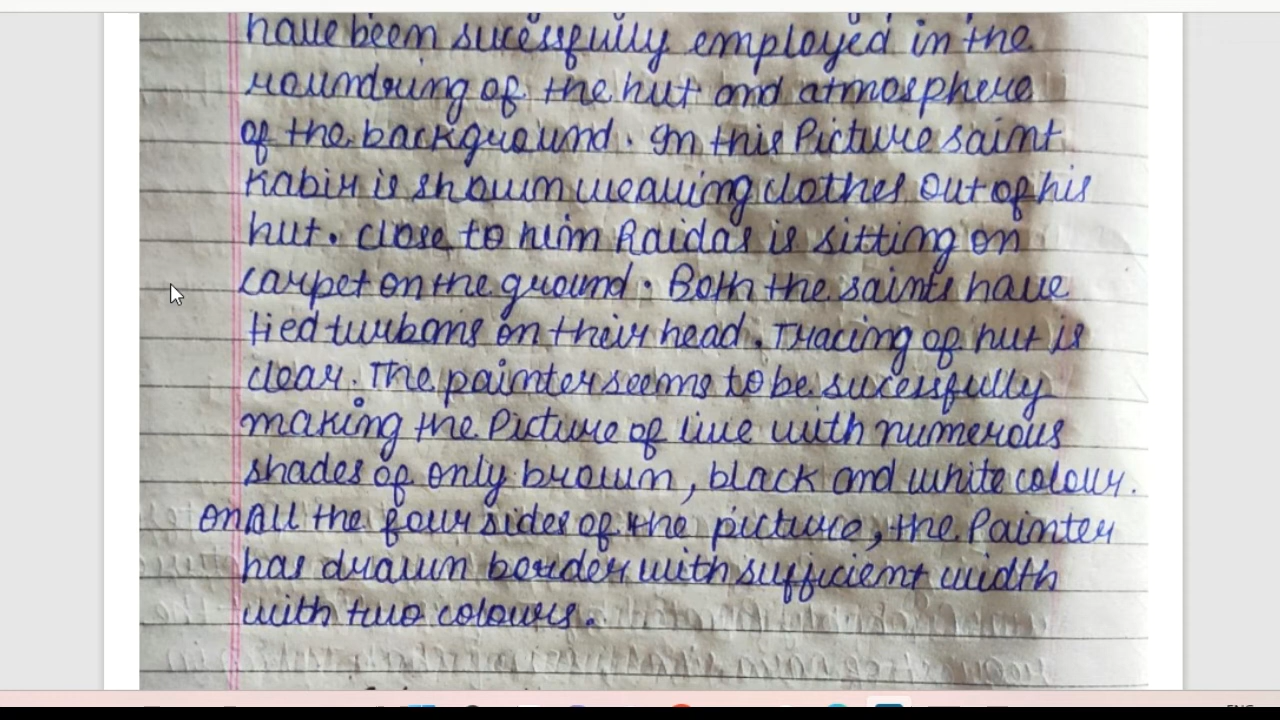 have been sucessfully employed in the
roundring of the hut and atmosphere
of the background. In this Picture saint
Kabir is shown weaving clothes out of his
hut. close to him Raidas is sitting on
carpet on the ground. Both the saints have
tied turbans on their head. Tracing of hut is
clear. The painter seems to be sucessfully
making the Picture of live with numerous
shades of only brown, black and white colour.
on All the four sides of the picture, the Painter
has drawn border with sufficient width
with two colours.